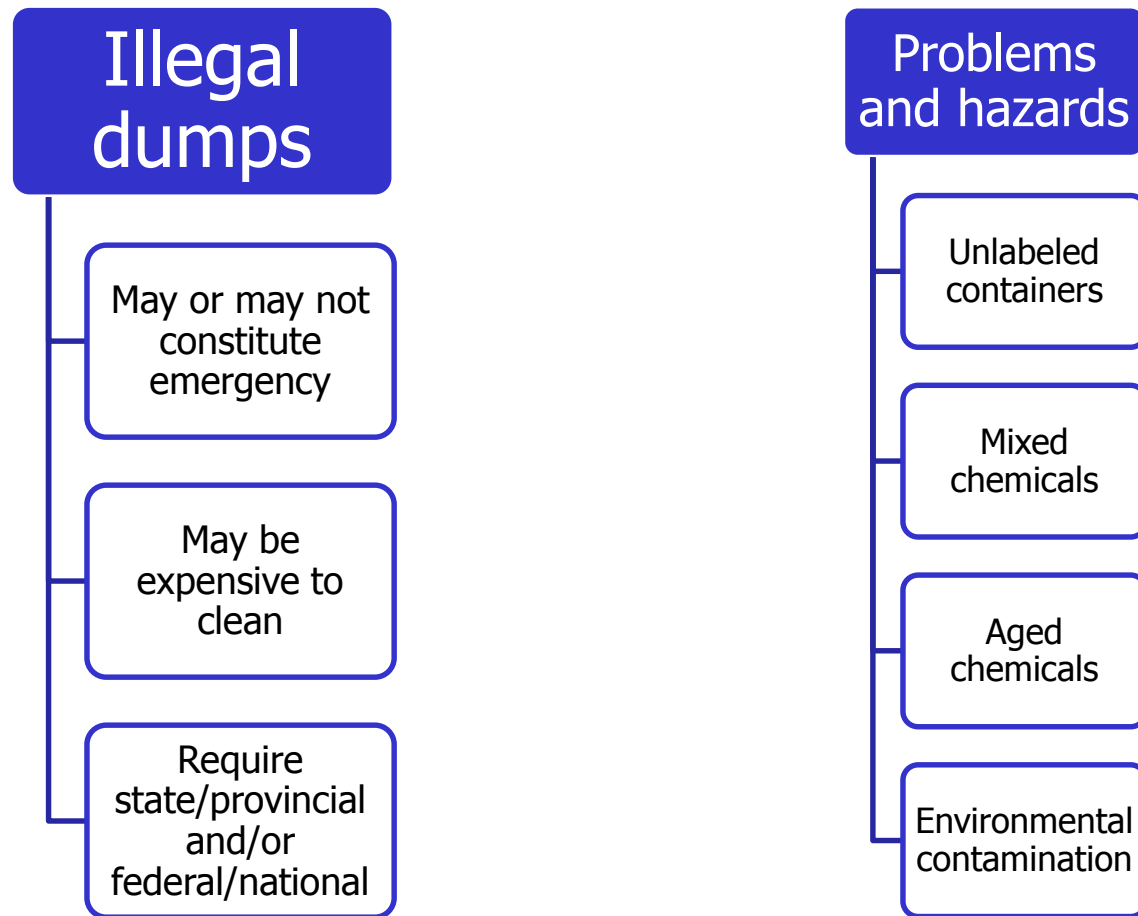 Illegal
dumps
May or may not
constitute
emergency
May be
expensive to
clean
Require
state/provincial
and/or
federal/national
Problems
and hazards
Unlabeled
containers
Mixed
chemicals
Aged
chemicals
Environmental
contamination